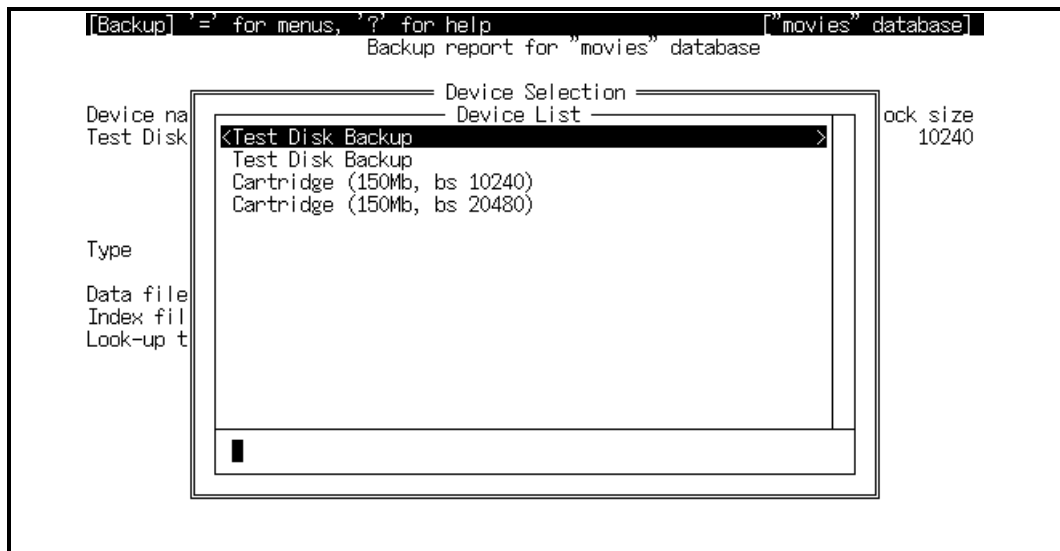 [Backup] '=' for menus, '?' for help ["movies" database]
Backup report for "movies" database
Device Selection
Device na Device List ock size
Test Disk <Test Disk Backup > 10240
Test Disk Backup
Cartridge (150Mb, bs 10240)
Cartridge (150Mb, bs 20480)
Type
Data file
Index fil
Look-up t